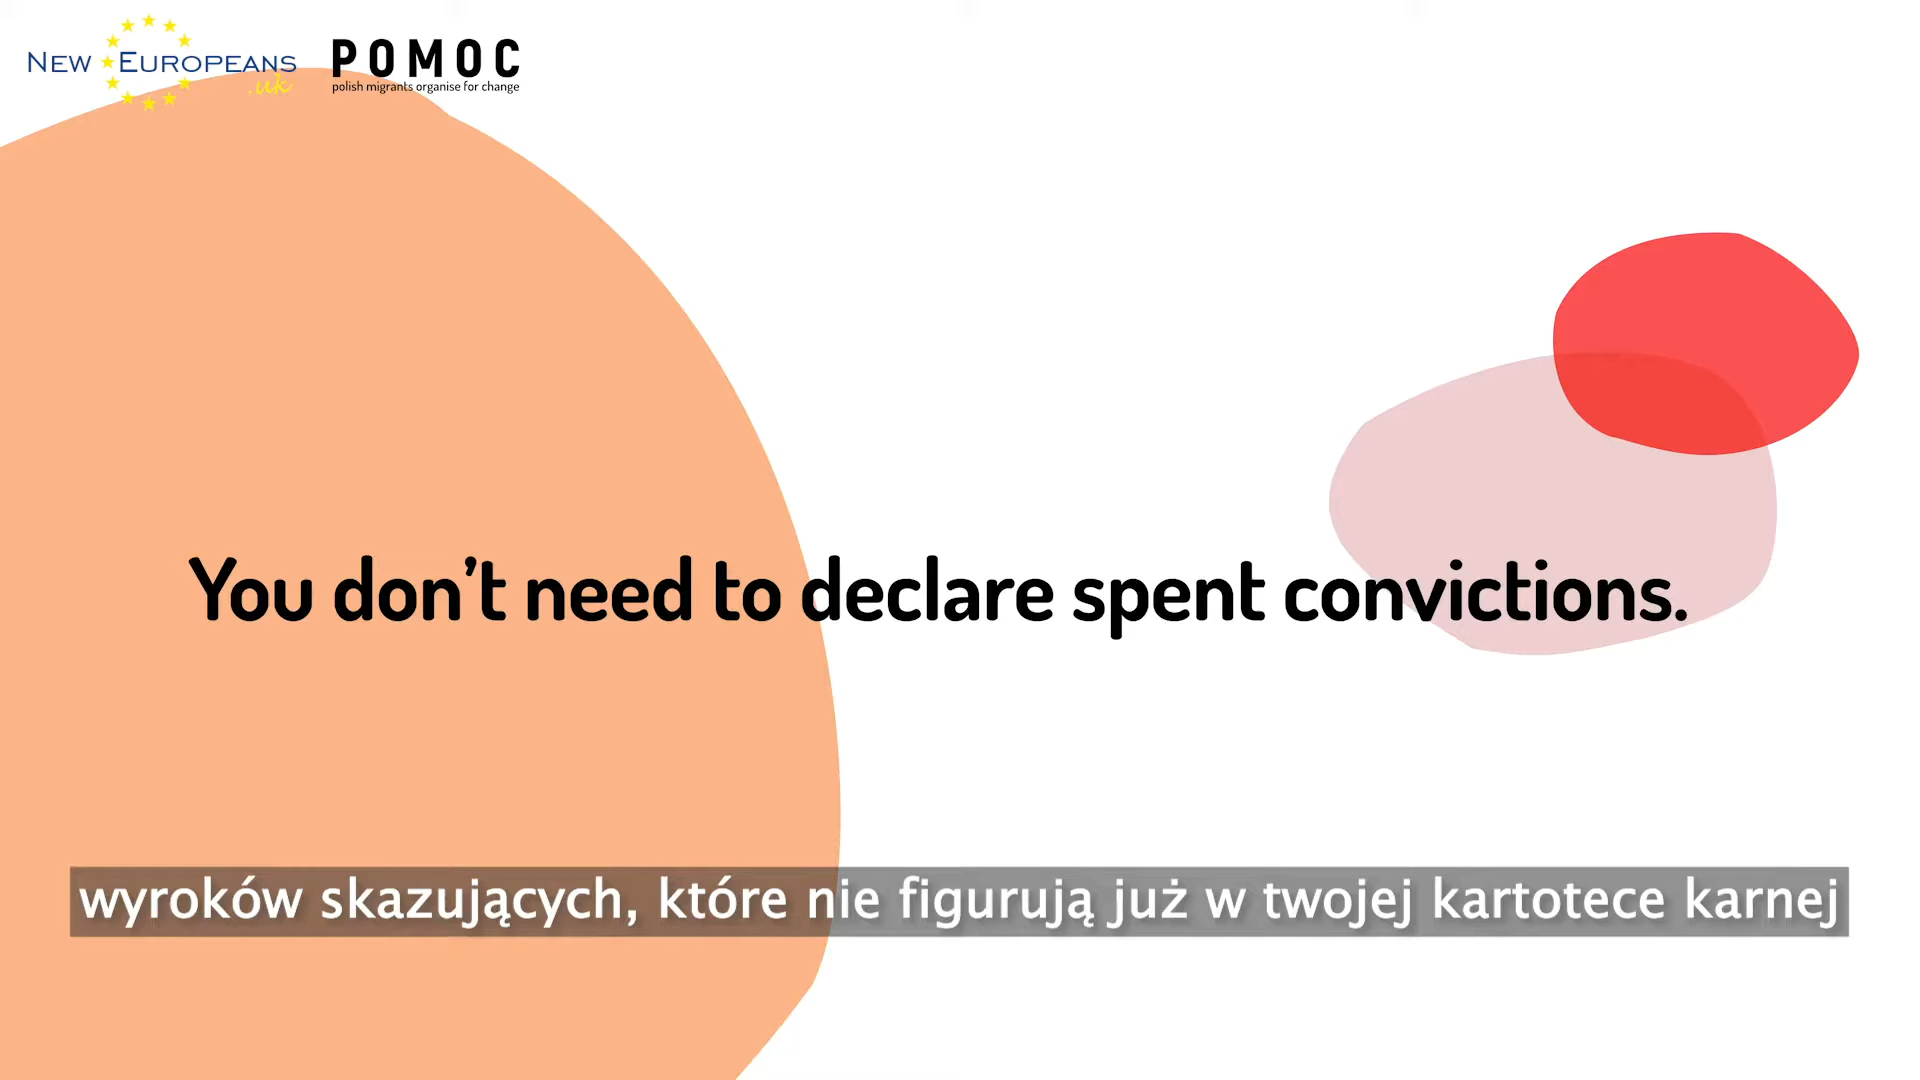 NEW EUROPEANS
.uk
POMOC
polish migrants organise for change
You don't need to declare spent convictions.
wyroków skazujących, które nie figurują już w twojej kartotece karnej